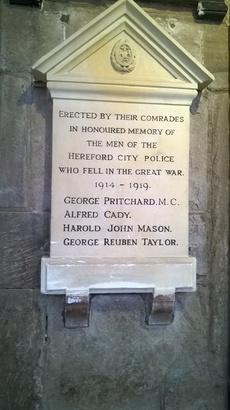 ERECTED BY THEIR COMRADES
IN HONOURED MEMORY OF
THE MEN OF THE
HEREFORD CITY POLICE
WHO FELL IN THE GREAT WAR.
1914 - 1919.
GEORGE PRITCHARD, M.C.
ALFRED CADY.
HAROLD JOHN MASON.
GEORGE REUBEN TAYLOR.